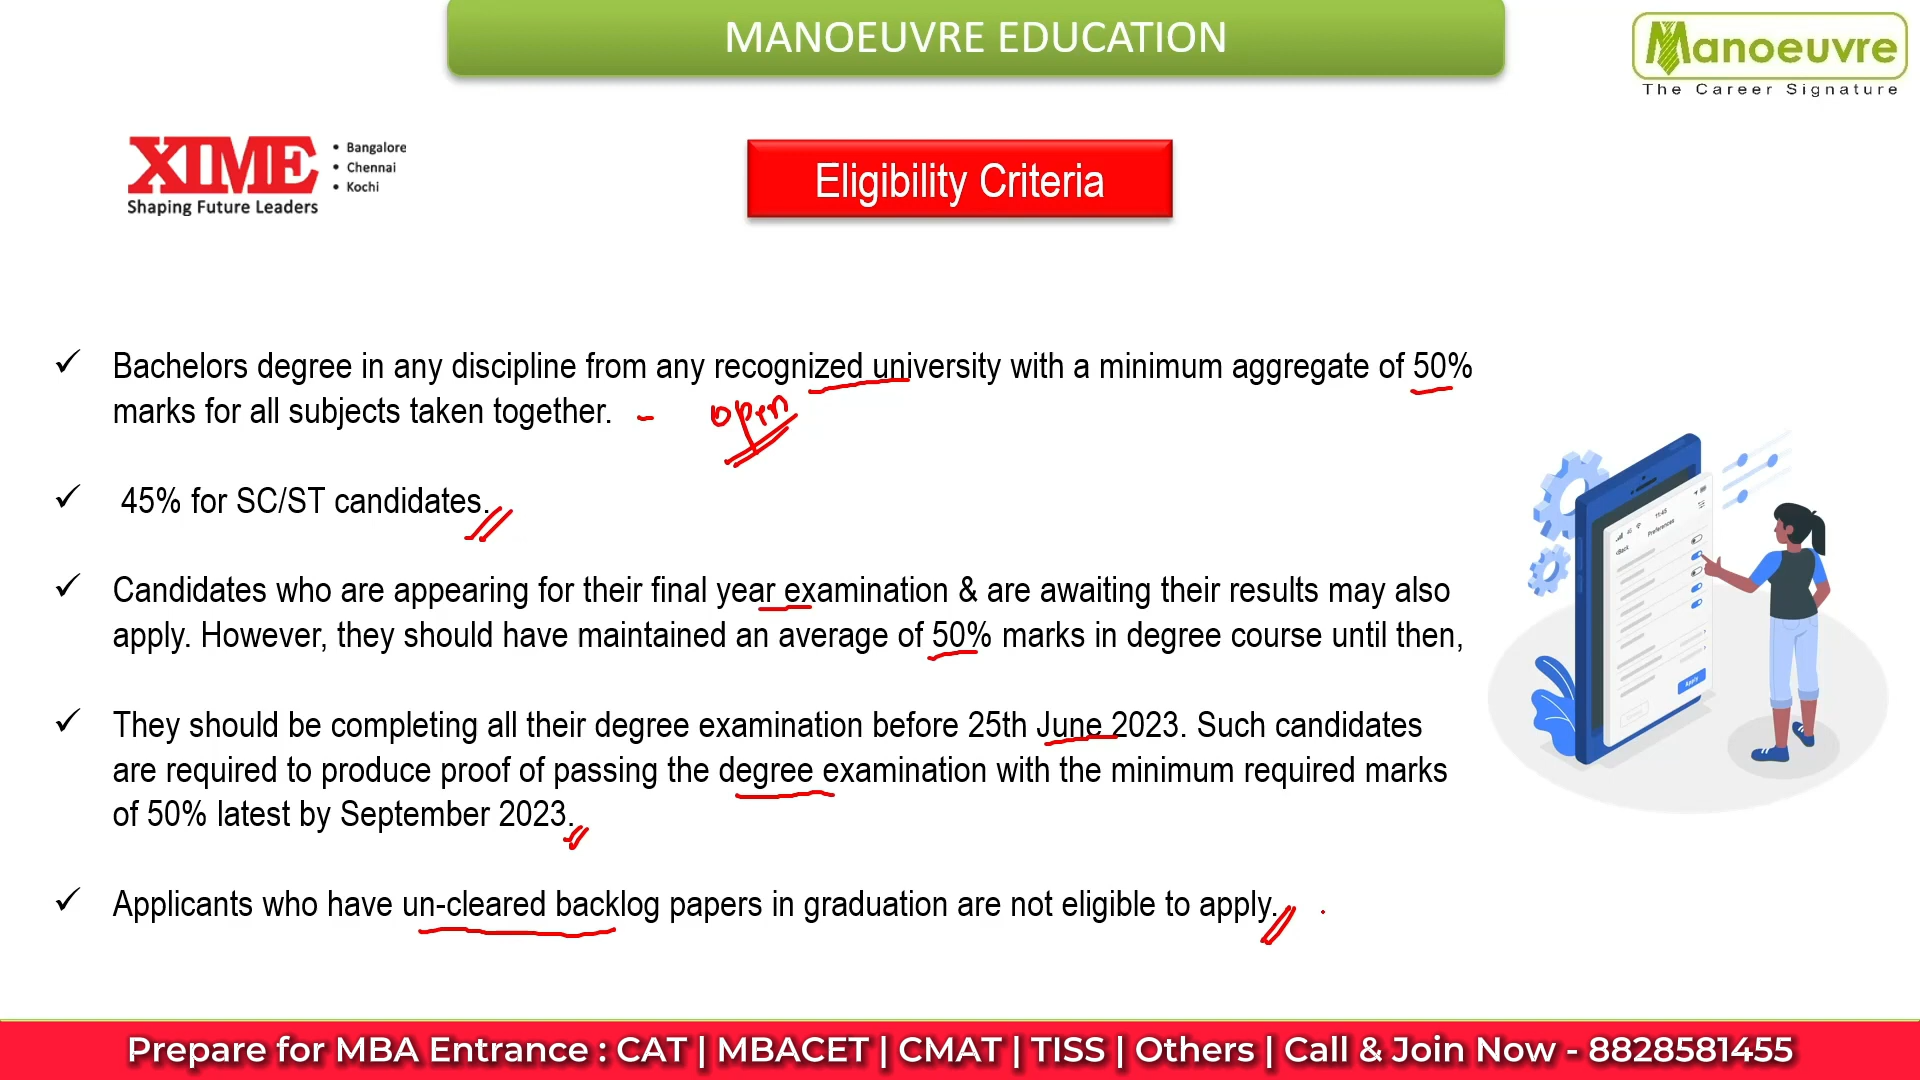 MANOEUVRE EDUCATION
Manoeuvre
The Career Signature
XIME
Shaping Future Leaders
• Bangalore
• Chennai
• Kochi
Eligibility Criteria
✓ Bachelors degree in any discipline from any recognized university with a minimum aggregate of 50%
marks for all subjects taken together. - open
✓ 45% for SC/ST candidates.
✓ Candidates who are appearing for their final year examination & are awaiting their results may also
apply. However, they should have maintained an average of 50% marks in degree course until then,
✓ They should be completing all their degree examination before 25th June 2023. Such candidates
are required to produce proof of passing the degree examination with the minimum required marks
of 50% latest by September 2023.
✓ Applicants who have un-cleared backlog papers in graduation are not eligible to apply.
11:45
Preferences
Back
Apply
Prepare for MBA Entrance : CAT | MBACET | CMAT | TISS | Others | Call & Join Now - 8828581455